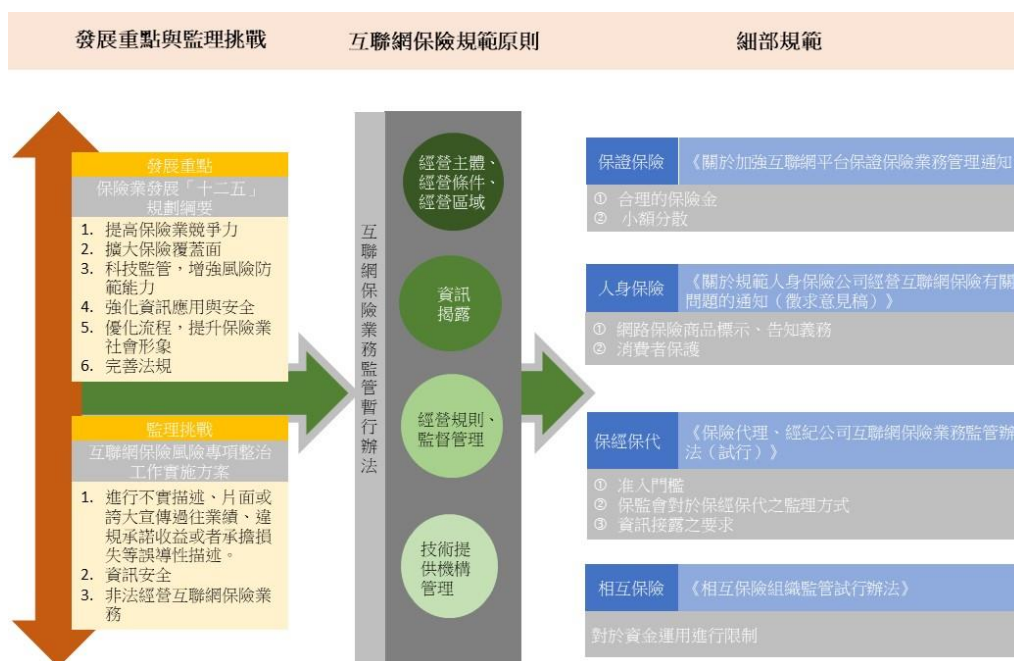 發展重點與監理挑戰
互聯網保險規範原則
細部規範
發展重點
保險業發展「十二五」
規劃綱要
1. 提高保險業競爭力
2. 擴大保險覆蓋面
3. 科技監管，增強風險防
範能力
4. 強化資訊應用與安全
5. 優化流程，提升保險業
社會形象
6. 完善法規
監理挑戰
互聯網保險風險專項整治
工作實施方案
1. 進行不實描述、片面或
誇大宣傳過往業績、違
規承諾收益或者承擔損
失等誤導性描述。
2. 資訊安全
3. 非法經營互聯網保險業
務
互聯網保險業務監管暫行辦法
經營主體、
經營條件、
經營區域
資訊
揭露
經營規則、
監督管理
技術提
供機構
管理
保證保險
《關於加強互聯網平台保證保險業務管理通知
① 合理的保險金
② 小額分散
人身保險
《關於規範人身保險公司經營互聯網保險有關
問題的通知（徵求意見稿）》
① 網路保險商品標示、告知義務
② 消費者保護
保經保代
《保險代理、經紀公司互聯網保險業務監管辦
法（試行）》
① 准入門檻
② 保監會對於保經保代之監理方式
③ 資訊接露之要求
相互保險
《相互保險組織監管試行辦法》
對於資金運用進行限制